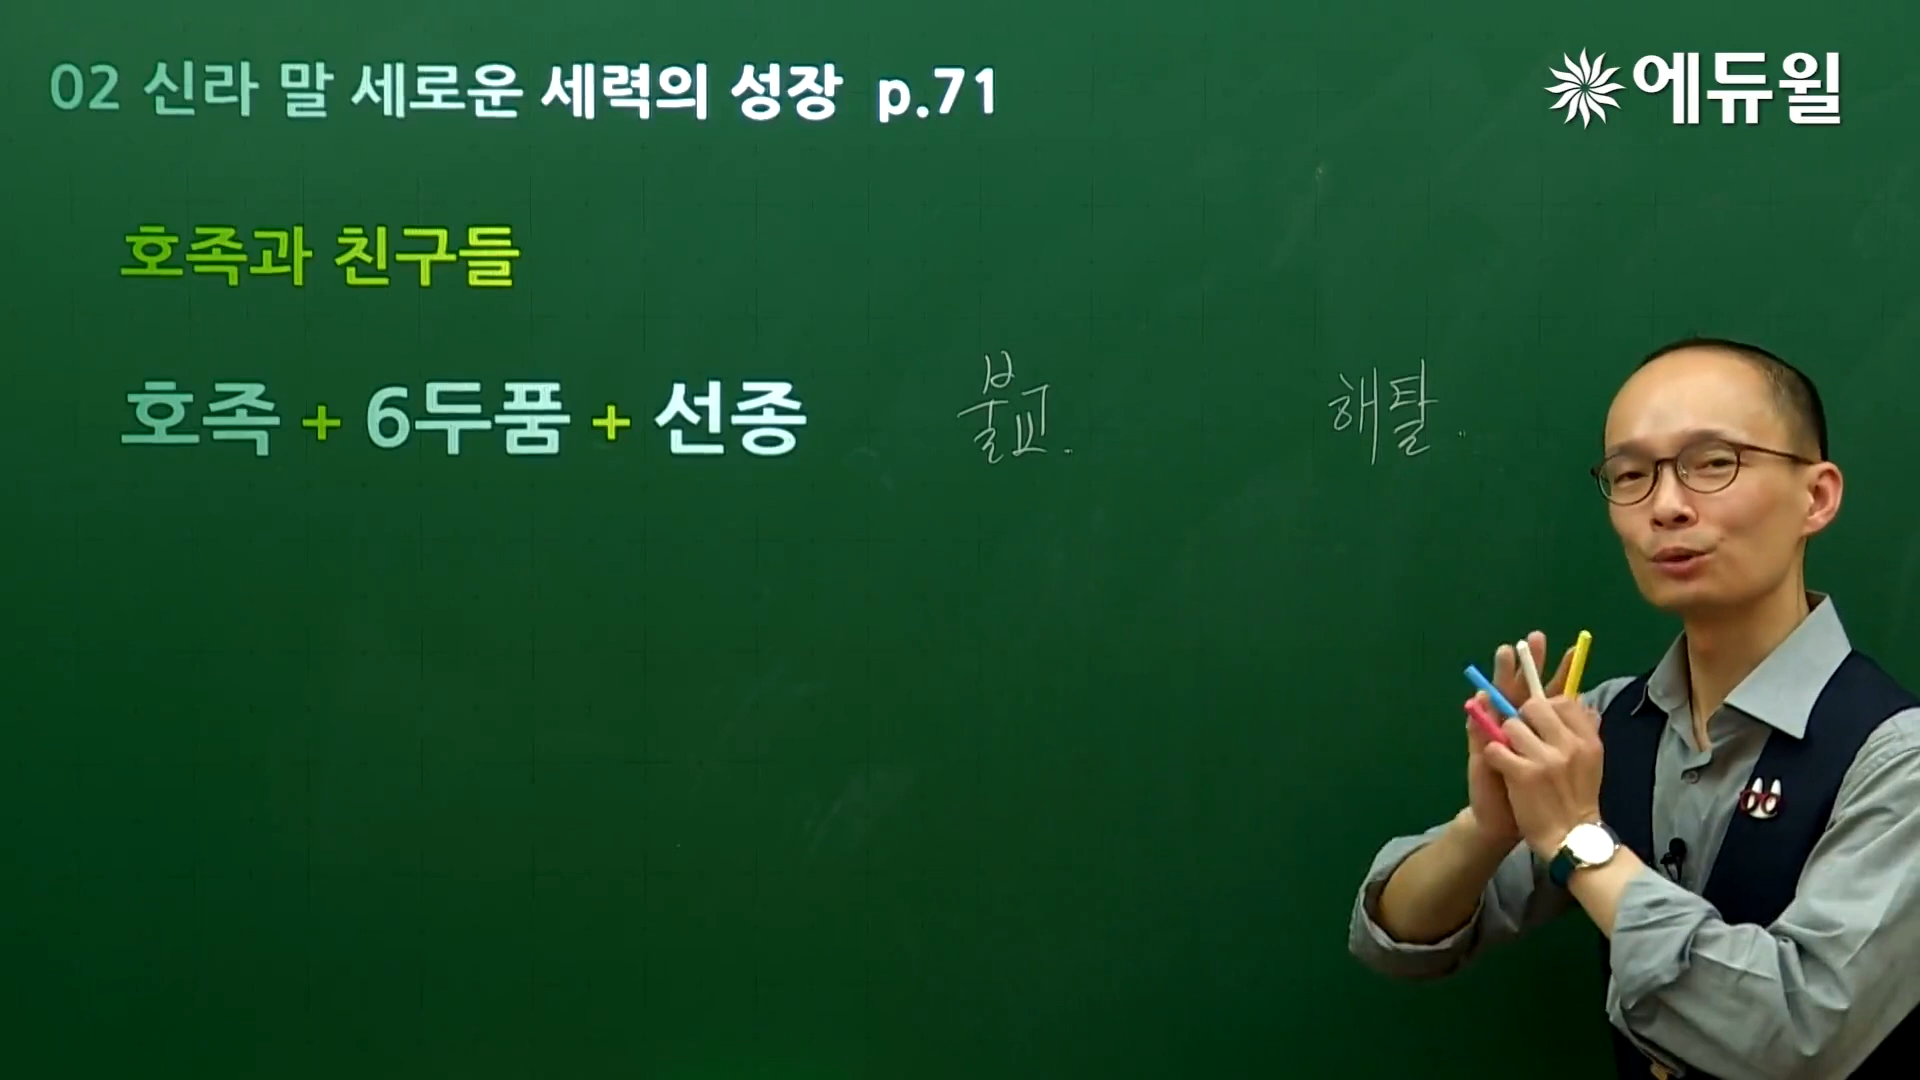 02 신라 말 세로운 세력의 성장 p.71
에듀윌
호족과 친구들
호족 + 6두품 + 선종
불교.
해탈.